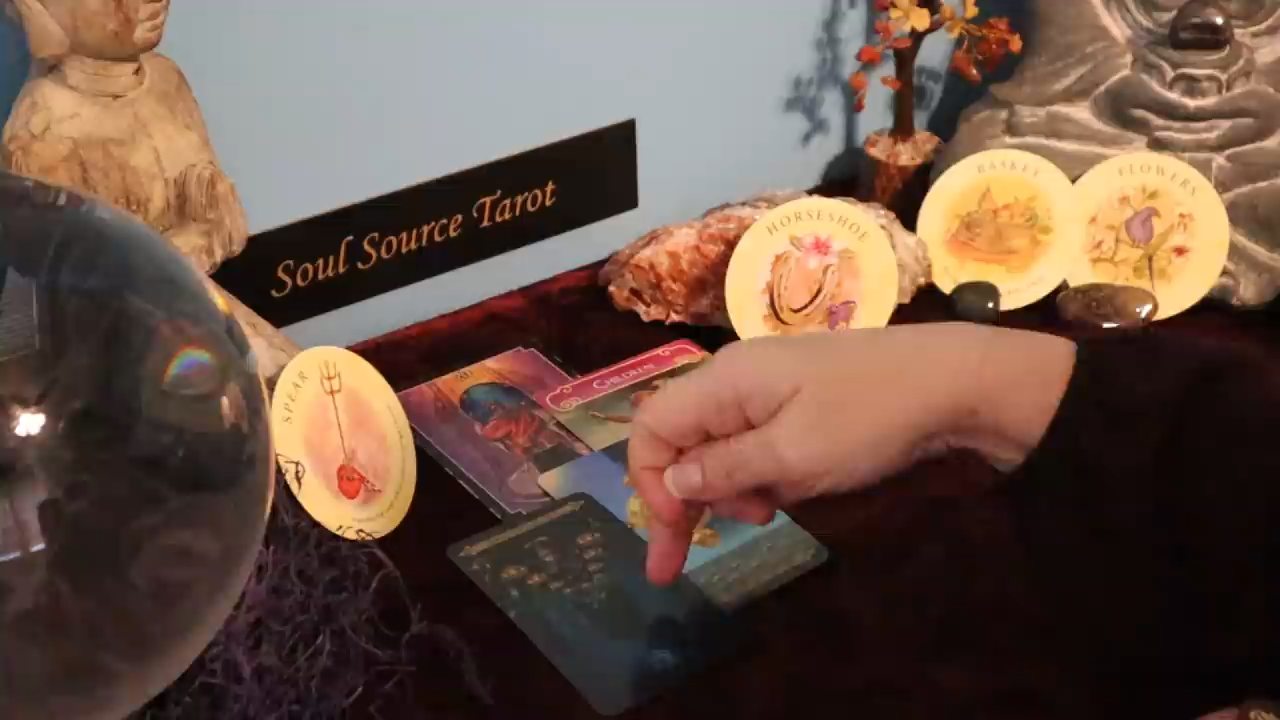 Soul Source Tarot
BASKET
FLOWERS
HORSESHOE
SPEAR
CHILDREN